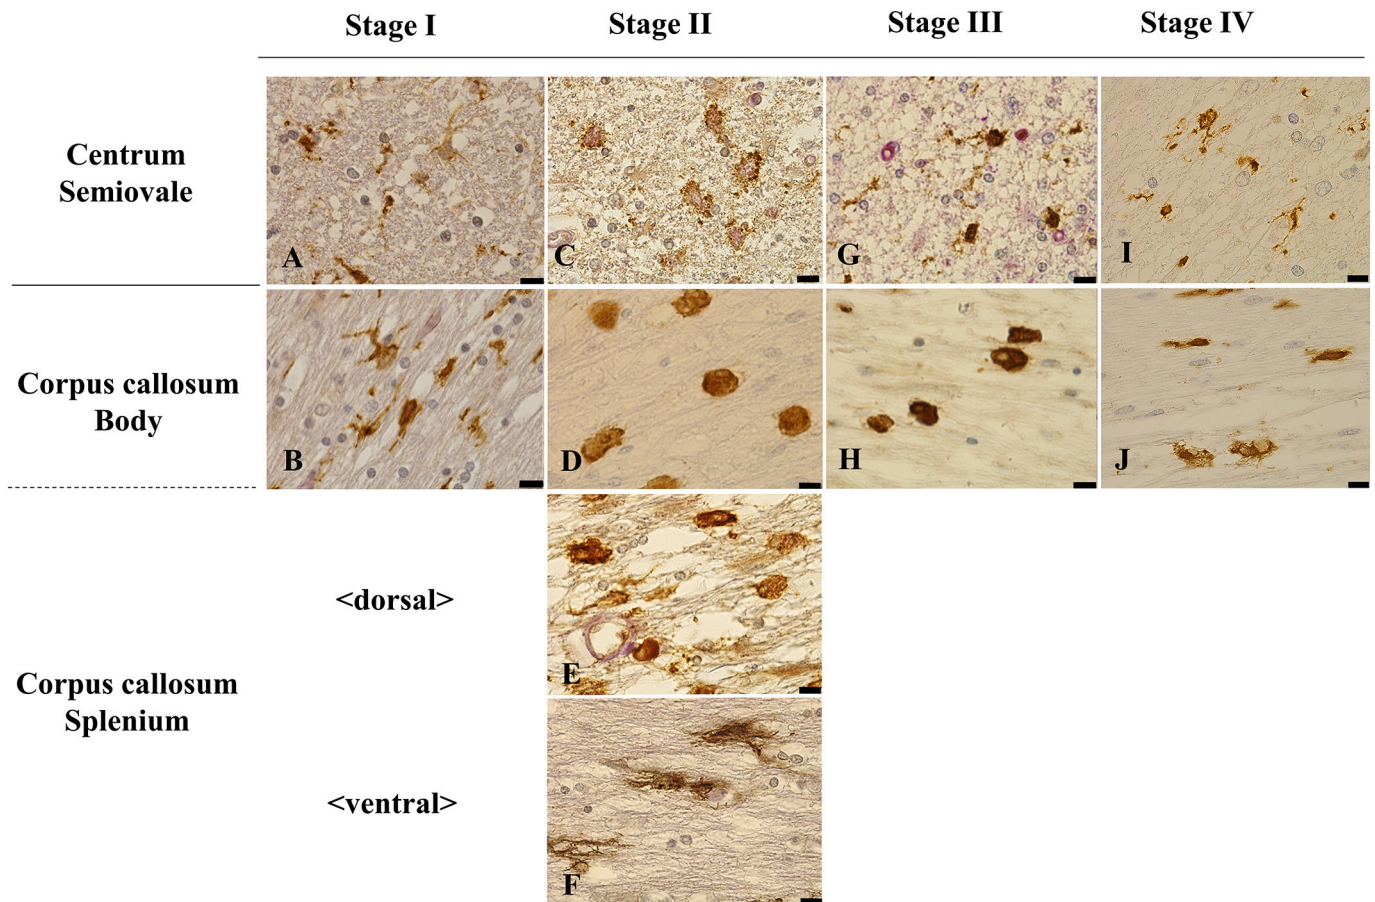 Stage I Stage II Stage III Stage IV
Centrum
Semiovale
A C G I
Corpus callosum
Body
B D H J
<dorsal>
E
Corpus callosum
Splenium
<ventral>
F